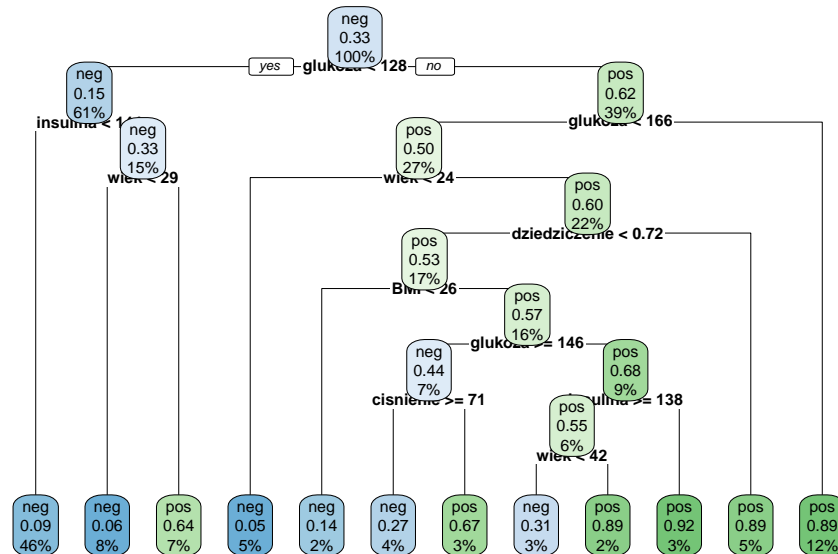 neg
0.33
100%
yes
glukoza < 128
no
neg
0.15
61%
pos
0.62
39%
insulina < 1
glukoza < 166
neg
0.33
15%
pos
0.50
27%
wiek < 29
wiek < 24
pos
0.60
22%
dziedziczenie < 0.72
pos
0.53
17%
BMI < 26
pos
0.57
16%
glukoza >= 146
neg
0.44
7%
pos
0.68
9%
cisnienie >= 71
insulina >= 138
pos
0.55
6%
wiek < 42
neg
0.09
46%
neg
0.06
8%
pos
0.64
7%
neg
0.05
5%
neg
0.14
2%
neg
0.27
4%
pos
0.67
3%
neg
0.31
3%
pos
0.89
2%
pos
0.92
3%
pos
0.89
5%
pos
0.89
12%